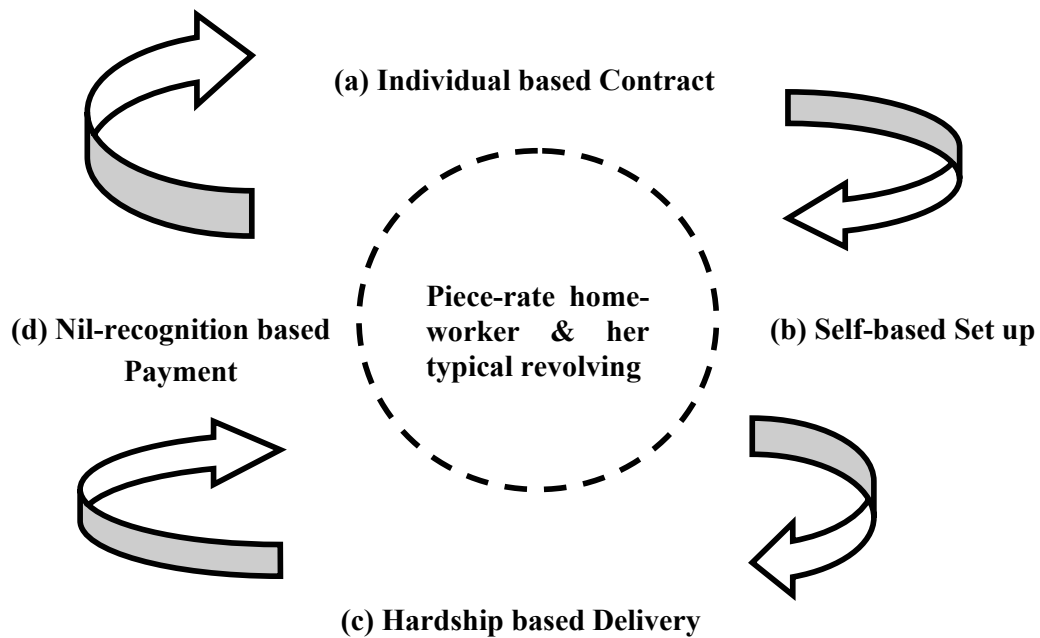 (a) Individual based Contract
Piece-rate home-
worker & her
typical revolving
(d) Nil-recognition based
Payment
(b) Self-based Set up
(c) Hardship based Delivery